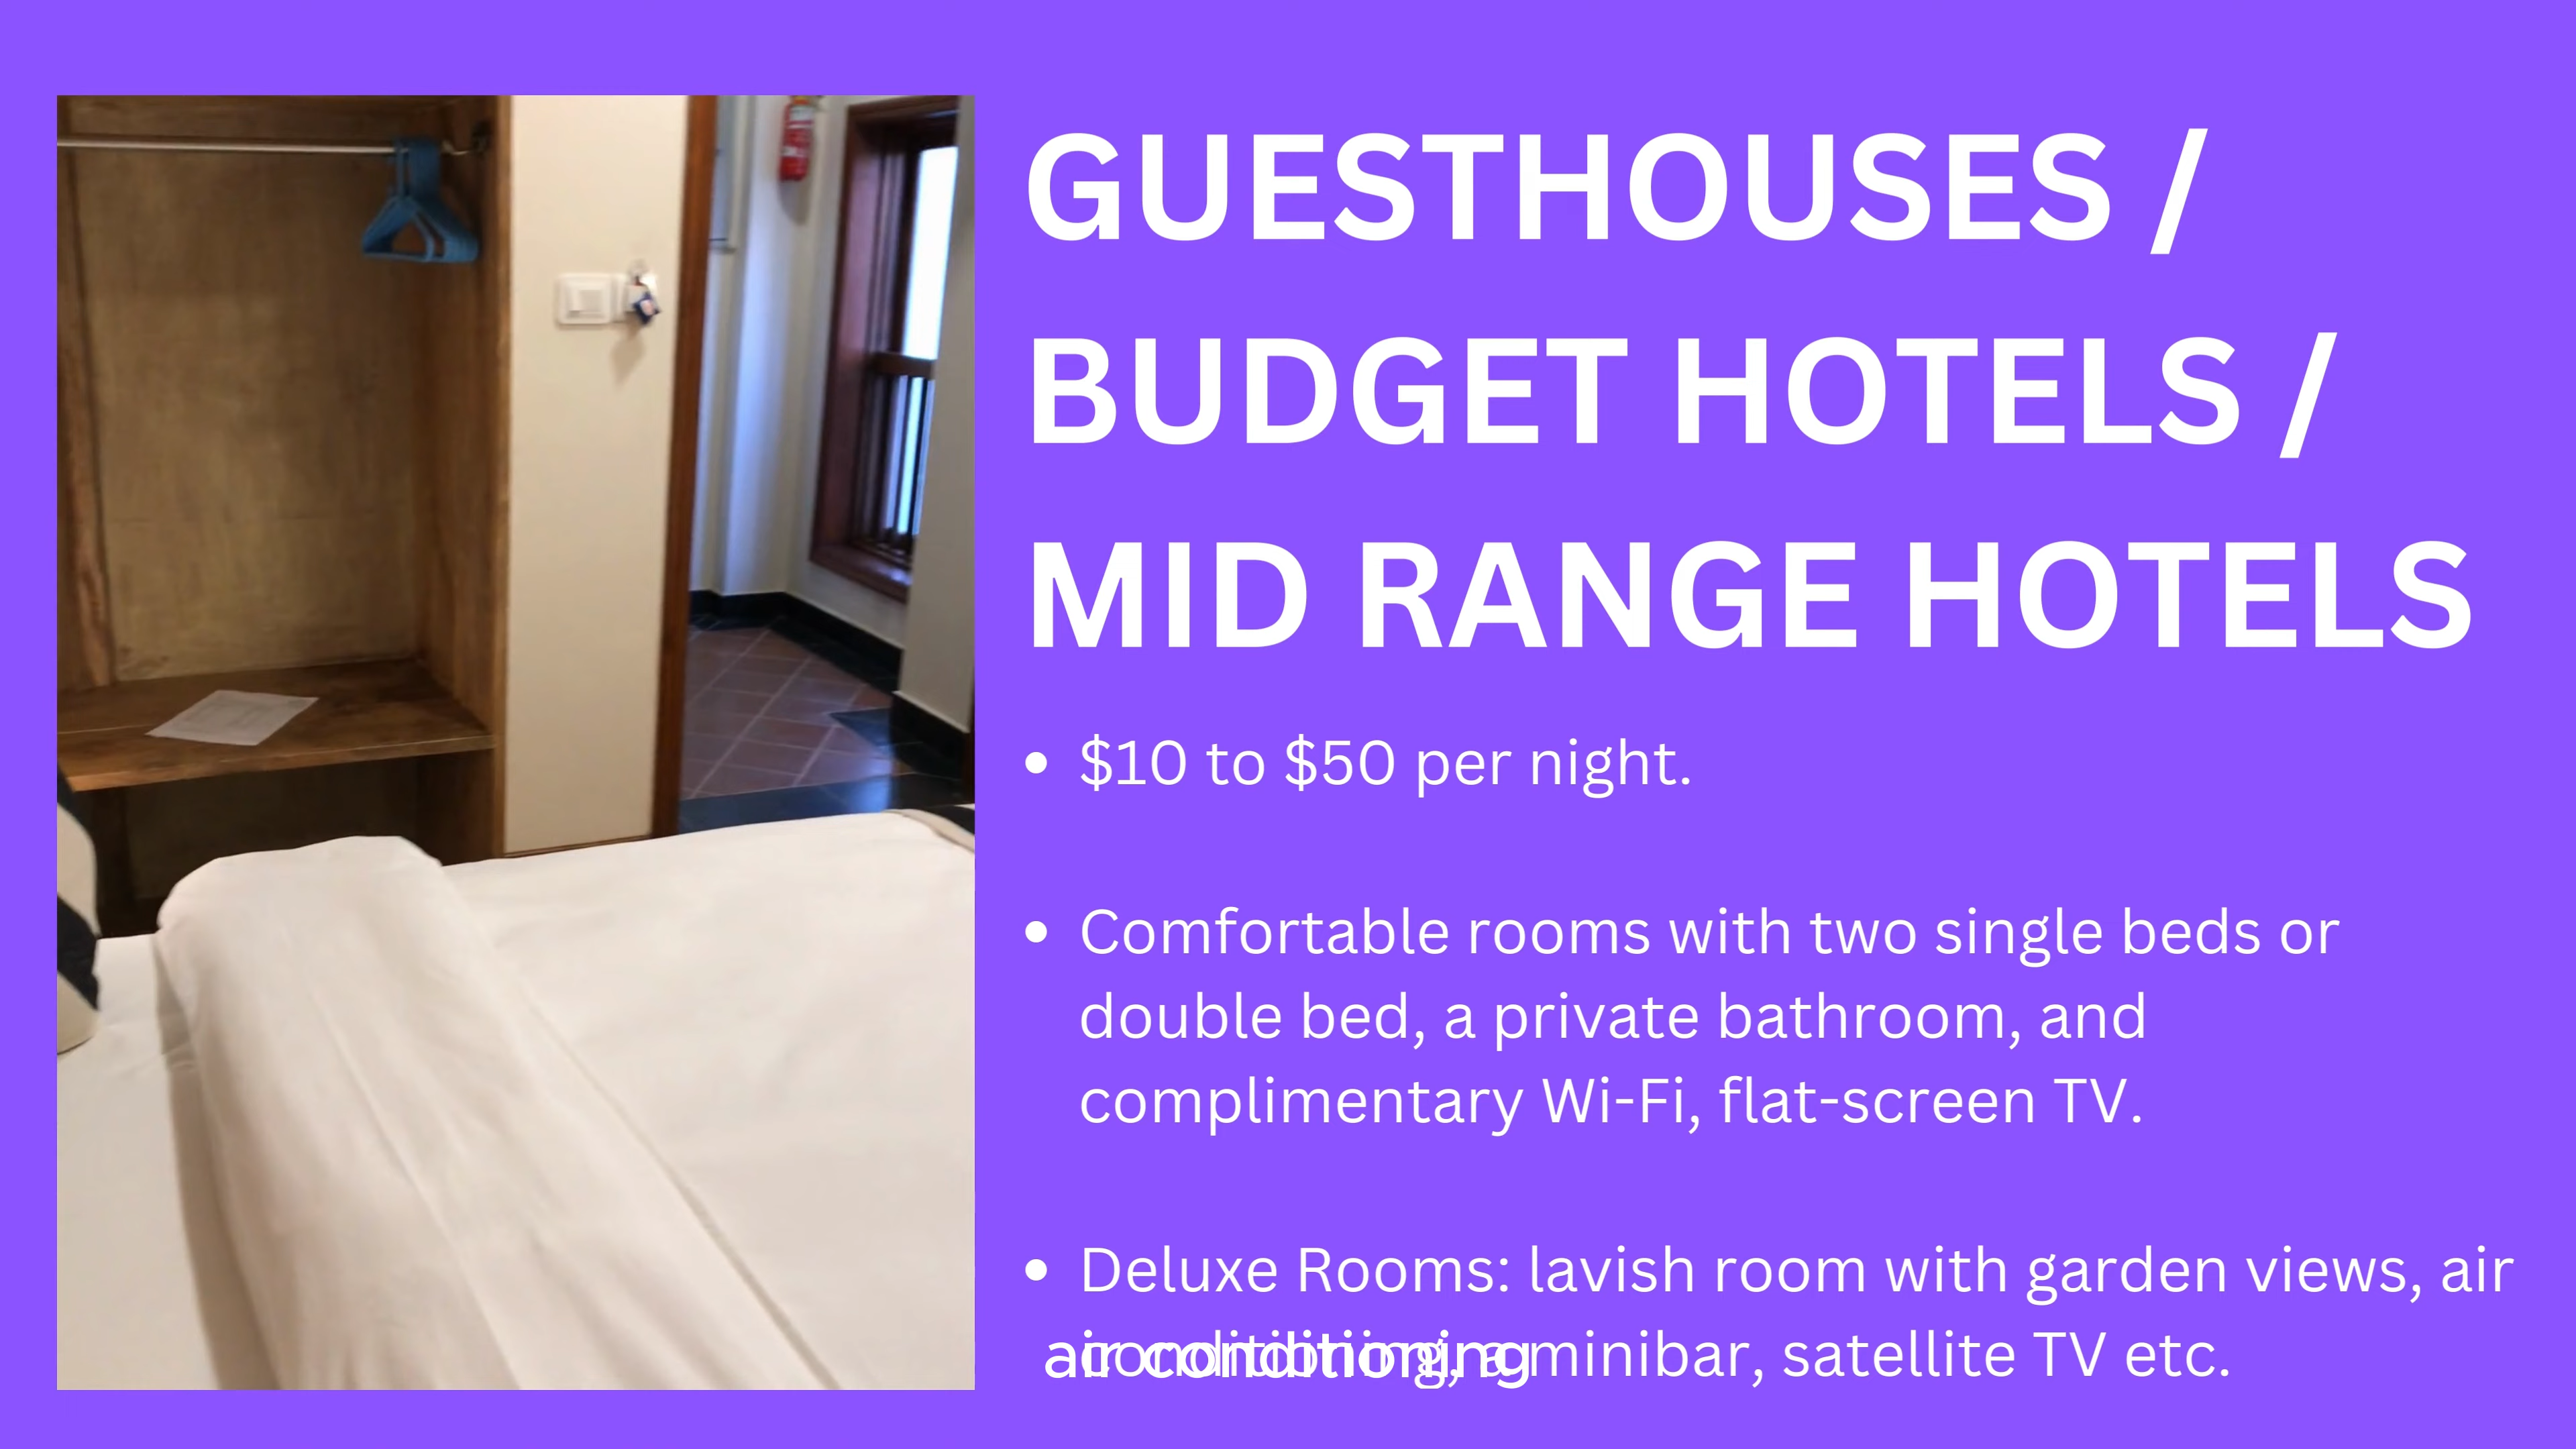 GUESTHOUSES /
BUDGET HOTELS /
MID RANGE HOTELS
• $10 to $50 per night.
• Comfortable rooms with two single beds or
double bed, a private bathroom, and
complimentary Wi-Fi, flat-screen TV.
• Deluxe Rooms: lavish room with garden views, air
air conditioning minibar, satellite TV etc.